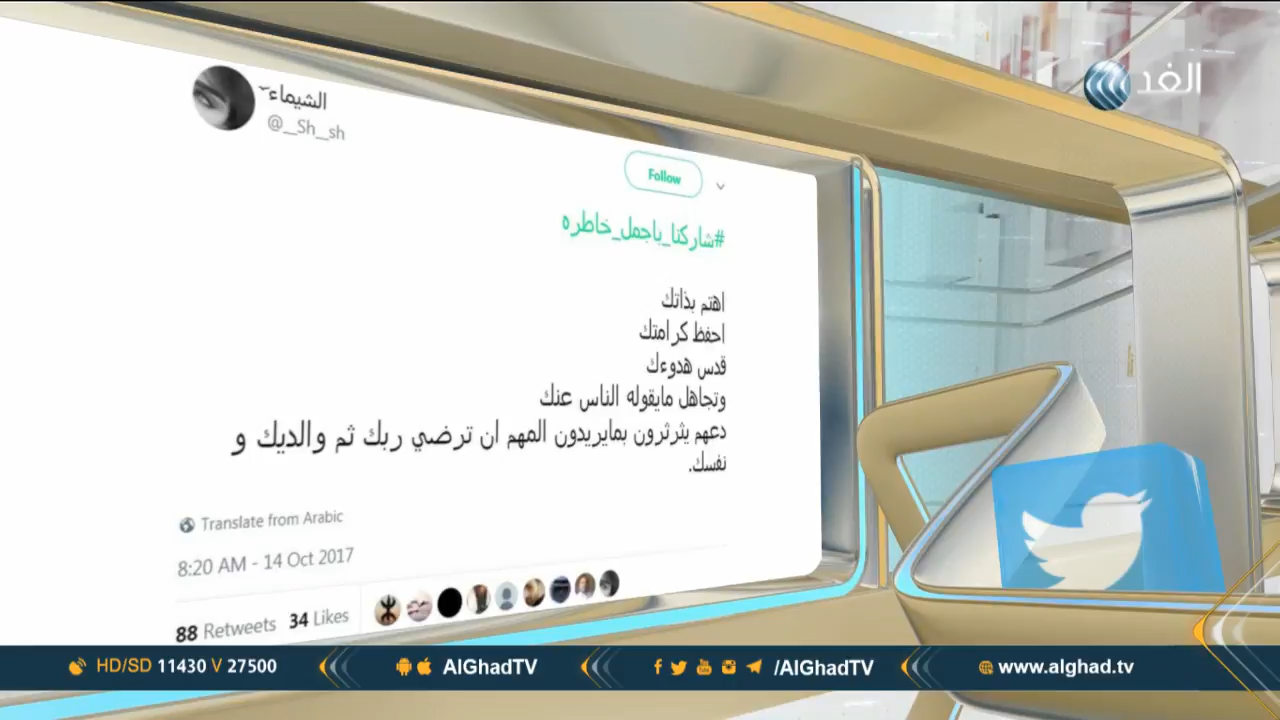 الغد
الشيماء
@__Sh__sh
Follow
#شاركنا_ياجمل_خاطره
اهتم بذاتك
احفظ كرامتك
قدس هدوءك
وتجاهل مايقوله الناس عنك
دعهم يثرثرون بمايريدون المهم ان ترضي ربك ثم والديك و
نفسك.
Translate from Arabic
8:20 AM - 14 Oct 2017
88 Retweets 34 Likes
HD/SD 11430 V 27500
AlGhadTV
/AlGhadTV
www.alghad.tv